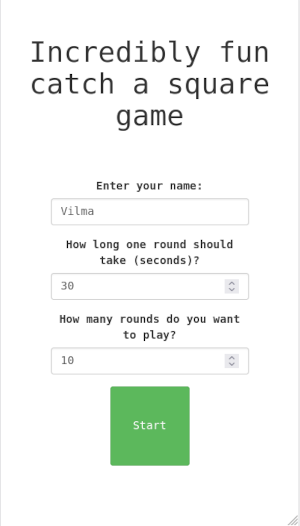 Incredibly fun
catch a square
game
Enter your name:
Vilma
How long one round should
take (seconds)?
30
How many rounds do you want
to play?
10
Start